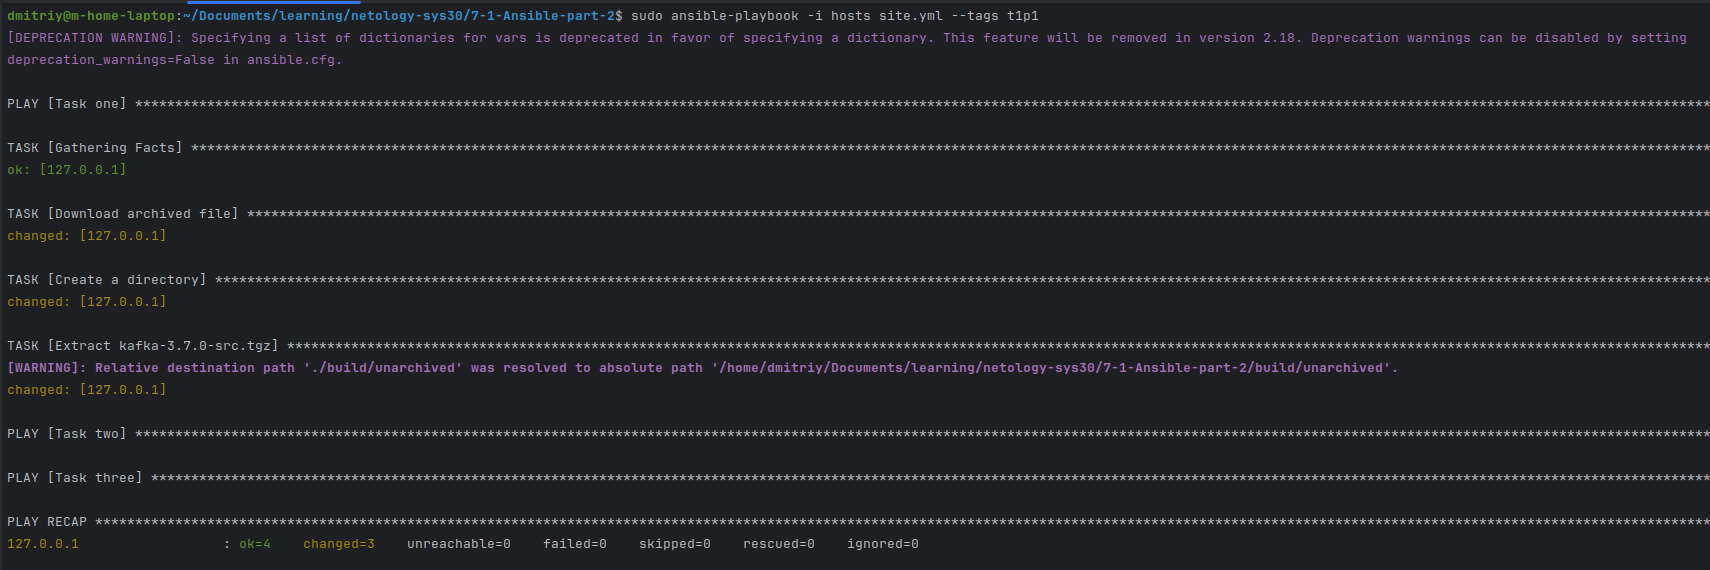 dmitriy@m-home-laptop:~/Documents/learning/netology-sys30/7-1-Ansible-part-2$ sudo ansible-playbook -i hosts site.yml --tags t1p1
[DEPRECATION WARNING]: Specifying a list of dictionaries for vars is deprecated in favor of specifying a dictionary. This feature will be removed in version 2.18. Deprecation warnings can be disabled by setting
deprecation_warnings=False in ansible.cfg.
PLAY [Task one] ****************************************************************************************************
TASK [Gathering Facts] ****************************************************************************************************
ok: [127.0.0.1]
TASK [Download archived file] ****************************************************************************************************
changed: [127.0.0.1]
TASK [Create a directory] ****************************************************************************************************
changed: [127.0.0.1]
TASK [Extract kafka-3.7.0-src.tgz] ****************************************************************************************************
[WARNING]: Relative destination path './build/unarchived' was resolved to absolute path '/home/dmitriy/Documents/learning/netology-sys30/7-1-Ansible-part-2/build/unarchived'.
changed: [127.0.0.1]
PLAY [Task two] ****************************************************************************************************
PLAY [Task three] ****************************************************************************************************
PLAY RECAP ****************************************************************************************************
127.0.0.1                  : ok=4    changed=3    unreachable=0    failed=0    skipped=0    rescued=0    ignored=0